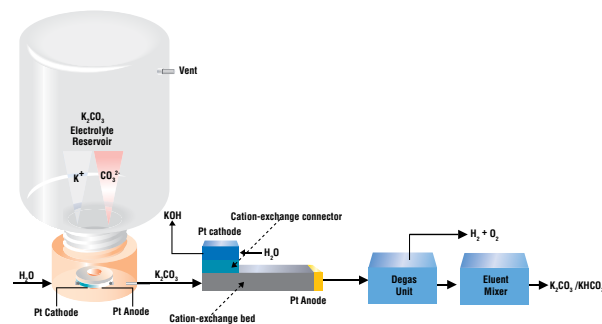 Vent
K₂CO₃
Electrolyte
Reservoir
K⁺
CO₃²⁻
KOH
Pt cathode
Cation-exchange connector
H₂O
H₂ + O₂
H₂O
K₂CO₃
Degas
Unit
Eluent
Mixer
K₂CO₃ /KHCO₃
Pt Cathode
Pt Anode
Pt Anode
Cation-exchange bed